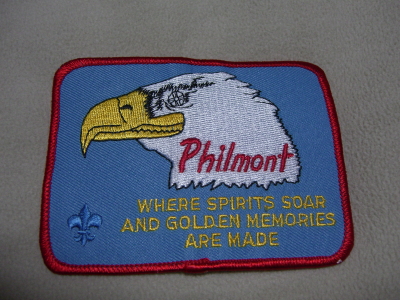 Philmont
WHERE SPIRITS SOAR
AND GOLDEN MEMORIES
ARE MADE